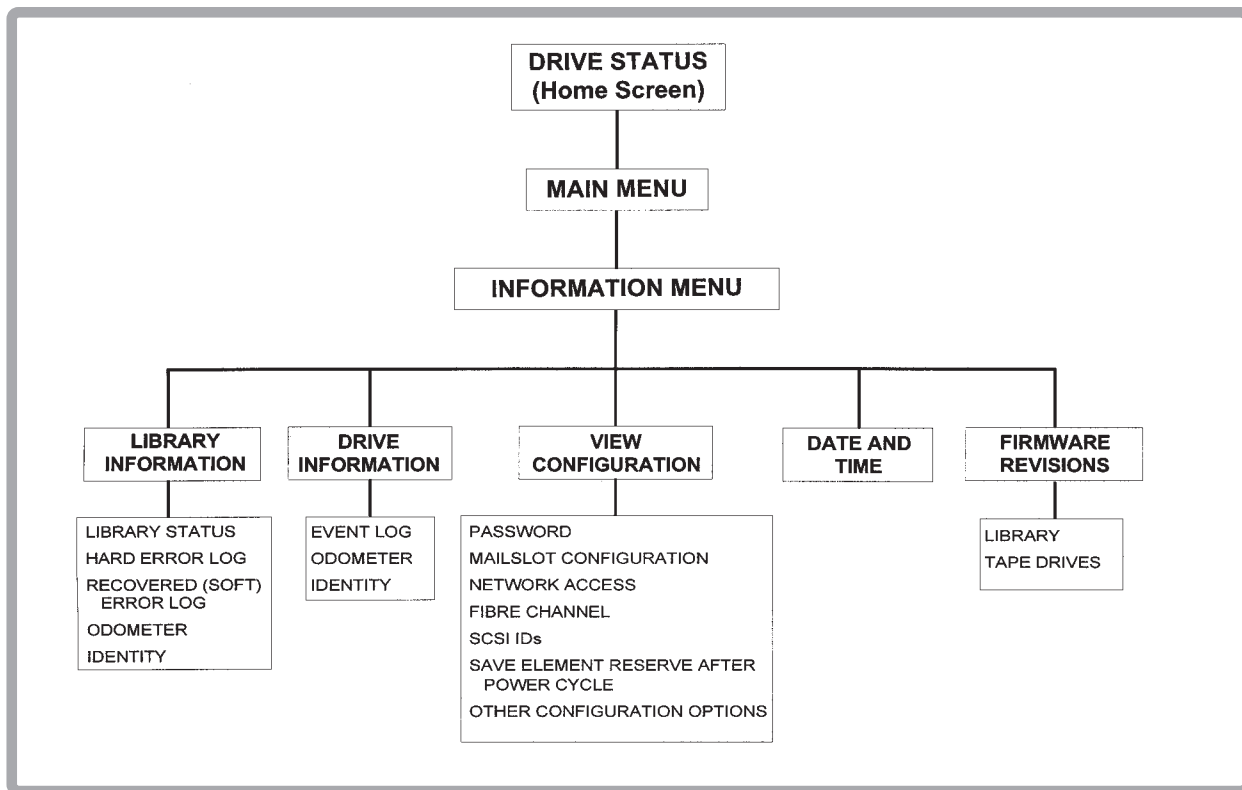 DRIVE STATUS
(Home Screen)
MAIN MENU
INFORMATION MENU
LIBRARY
INFORMATION
LIBRARY STATUS
HARD ERROR LOG
RECOVERED (SOFT)
ERROR LOG
ODOMETER
IDENTITY
DRIVE
INFORMATION
EVENT LOG
ODOMETER
IDENTITY
VIEW
CONFIGURATION
PASSWORD
MAILSLOT CONFIGURATION
NETWORK ACCESS
FIBRE CHANNEL
SCSI IDs
SAVE ELEMENT RESERVE AFTER
POWER CYCLE
OTHER CONFIGURATION OPTIONS
DATE AND
TIME
FIRMWARE
REVISIONS
LIBRARY
TAPE DRIVES